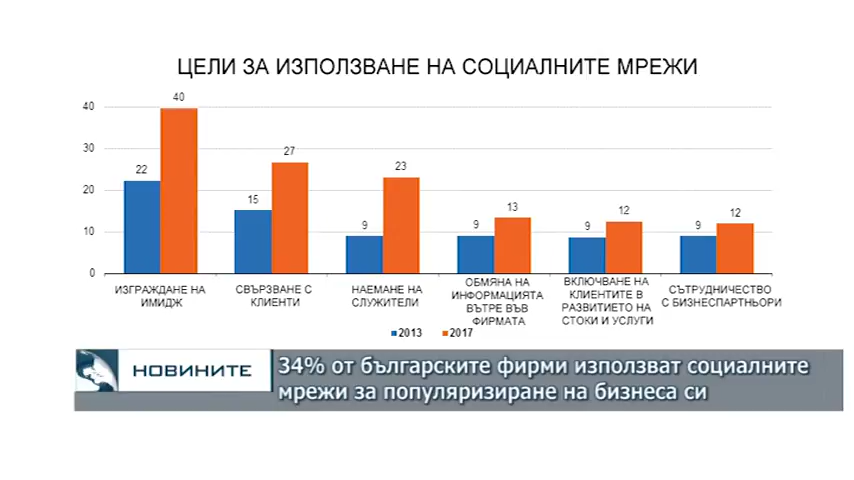 ЦЕЛИ ЗА ИЗПОЛЗВАНЕ НА СОЦИАЛНИТЕ МРЕЖИ
40
30
20
10
0
22
40
15
27
9
23
9
13
9
12
9
12
ИЗГРАЖДАНЕ НА
ИМИДЖ
СВЪРЗВАНЕ С
КЛИЕНТИ
НАЕМАНЕ НА
СЛУЖИТЕЛИ
ОБМЯНА НА
ИНФОРМАЦИЯТА
ВЪТРЕ ВЪВ
ФИРМАТА
ВКЛЮЧВАНЕ НА
КЛИЕНТИТЕ В
РАЗВИТИЕТО НА
СТОКИ И УСЛУГИ
СЪТРУДНИЧЕСТВО
С БИЗНЕСПАРТНЬОРИ
2013 2017
НОВИНИТЕ
34% от българските фирми използват социалните
мрежи за популяризиране на бизнеса си